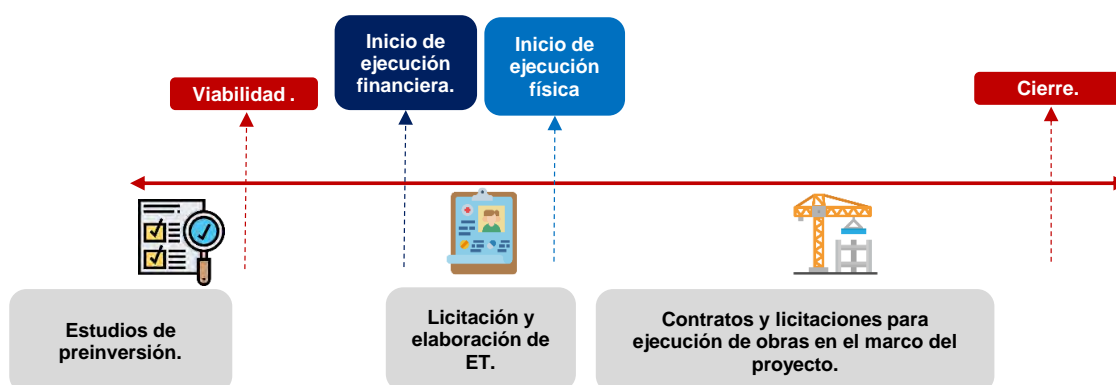 Inicio de
ejecución
financiera.
Inicio de
ejecución
física
Viabilidad .
Cierre.
Estudios de
preinversión.
Licitación y
elaboración de
ET.
Contratos y licitaciones para
ejecución de obras en el marco del
proyecto.